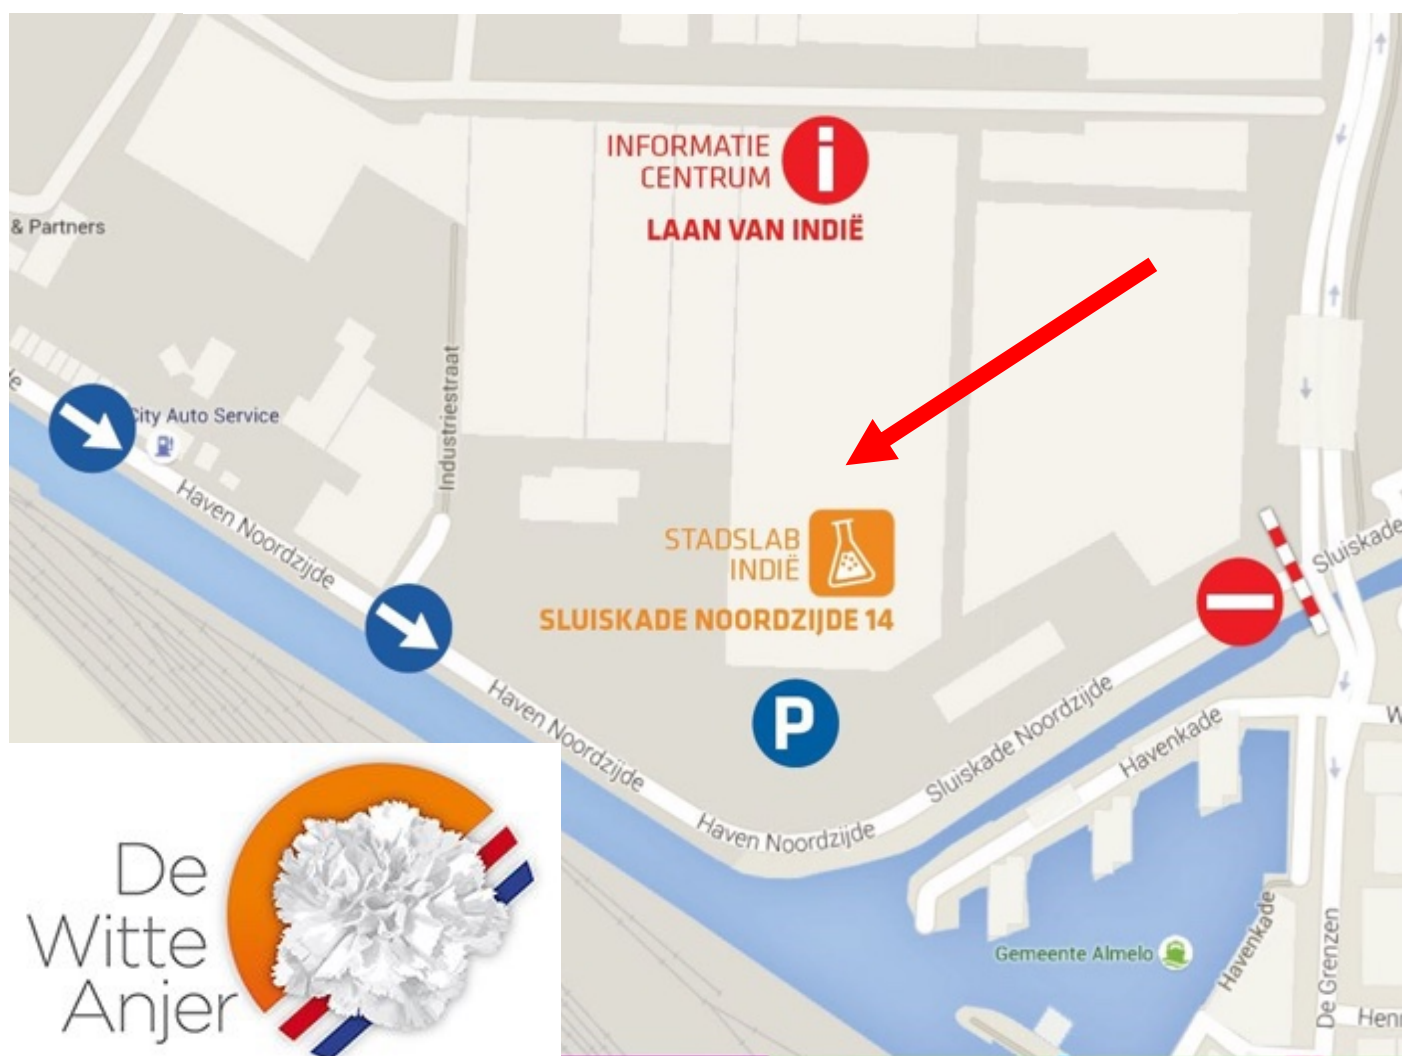 INFORMATIE
CENTRUM
LAAN VAN INDIË
& Partners
City Auto Service
Industriestraat
Haven Noordzijde
STADSLAB
INDIË
SLUISKADE NOORDZIJDE 14
Sluiskade
Haven Noordzijde
P
Sluiskade Noordzijde
Havenkade
Haven Noordzijde
De
Witte
Anjer
Gemeente Almelo
Havenkade
De Grenzen